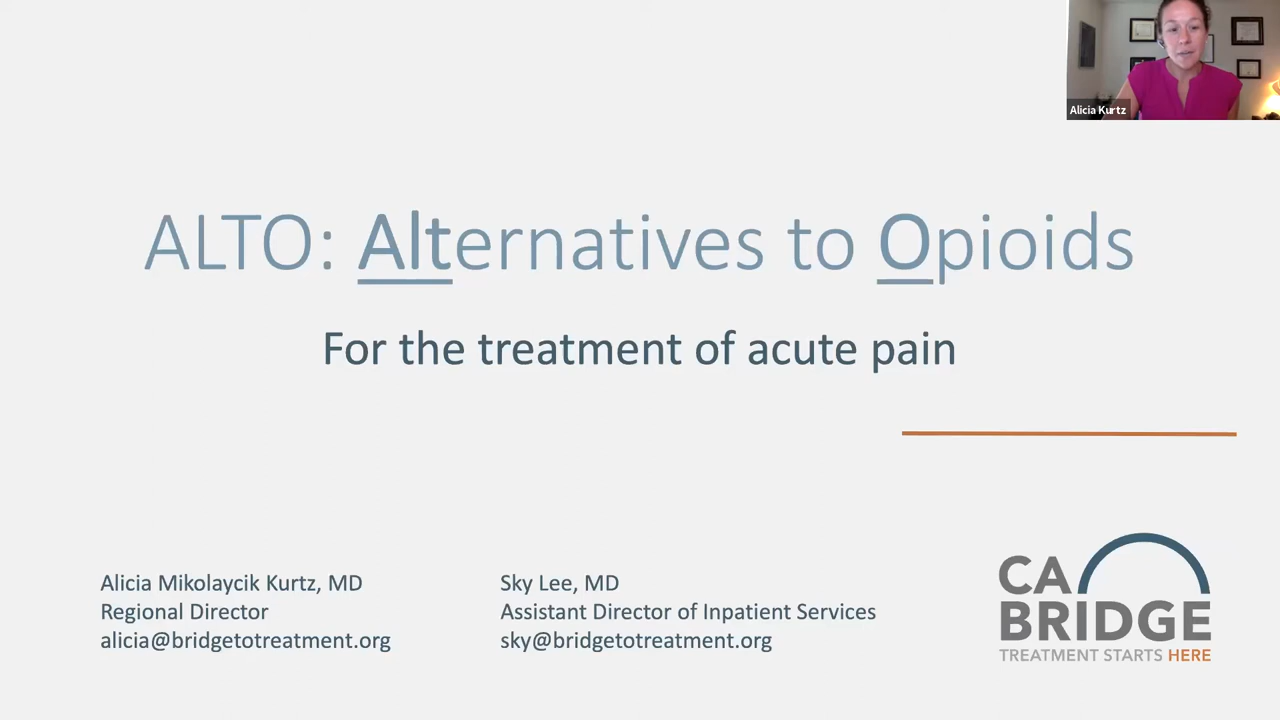 Alicia Kurtz
ALTO: Alternatives to Opioids
For the treatment of acute pain
Alicia Mikolaycik Kurtz, MD
Regional Director
alicia@bridgetotreatment.org
Sky Lee, MD
Assistant Director of Inpatient Services
sky@bridgetotreatment.org
CA
BRIDGE
TREATMENT STARTS HERE